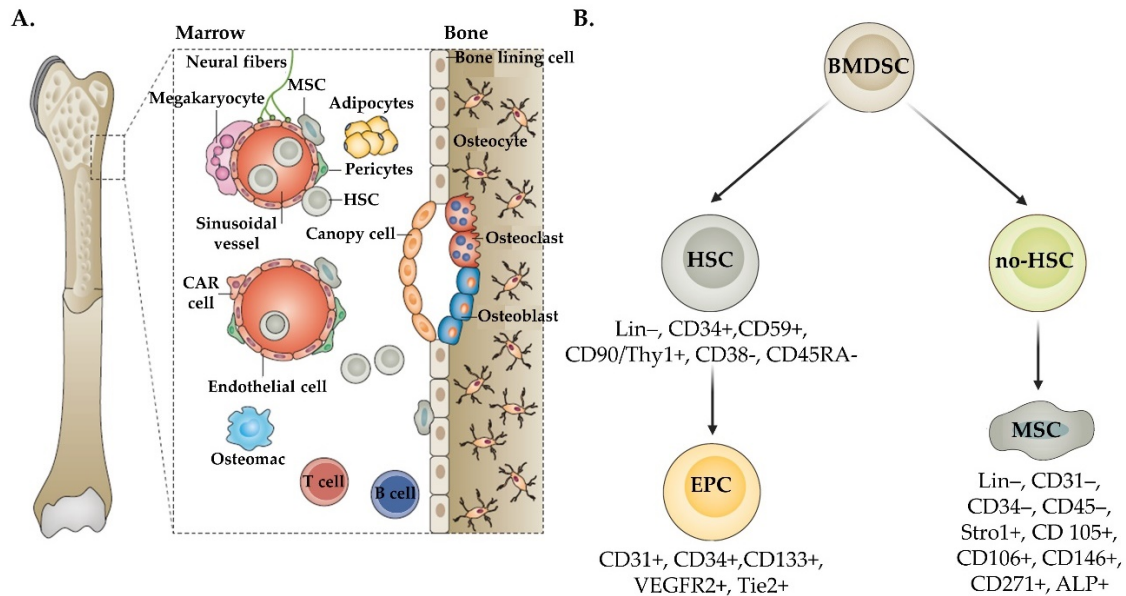 A.
Marrow
Bone
Neural fibers
Bone lining cell
MSC
Megakaryocyte
Adipocytes
Osteocyte
Pericytes
HSC
Sinusoidal
vessel
Canopy cell
Osteoclast
CAR
cell
Osteoblast
Endothelial cell
Osteomac
T cell
B cell
B.
BMDSC
HSC
no-HSC
Lin–, CD34+,CD59+,
CD90/Thy1+, CD38-, CD45RA-
EPC
CD31+, CD34+,CD133+,
VEGFR2+, Tie2+
MSC
Lin–, CD31–,
CD34–, CD45–,
Stro1+, CD 105+,
CD106+, CD146+,
CD271+, ALP+